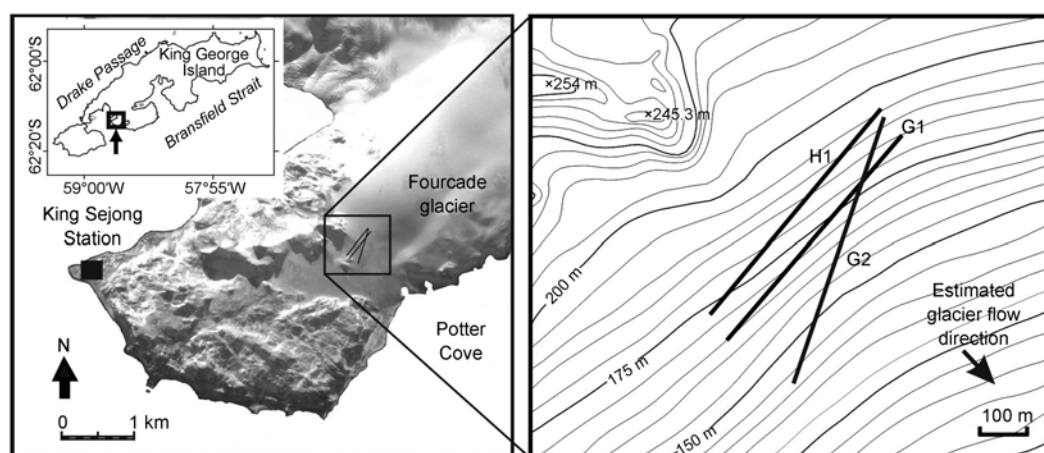 62°00'S
62°20'S
Drake Passage
King George
Island
Bransfield Strait
59°00'W
57°55'W
King Sejong
Station
Fourcade
glacier
Potter
Cove
N
0
1 km
×254 m
×245.3 m
H1
G1
G2
200 m
175 m
150 m
Estimated
glacier flow
direction
100 m